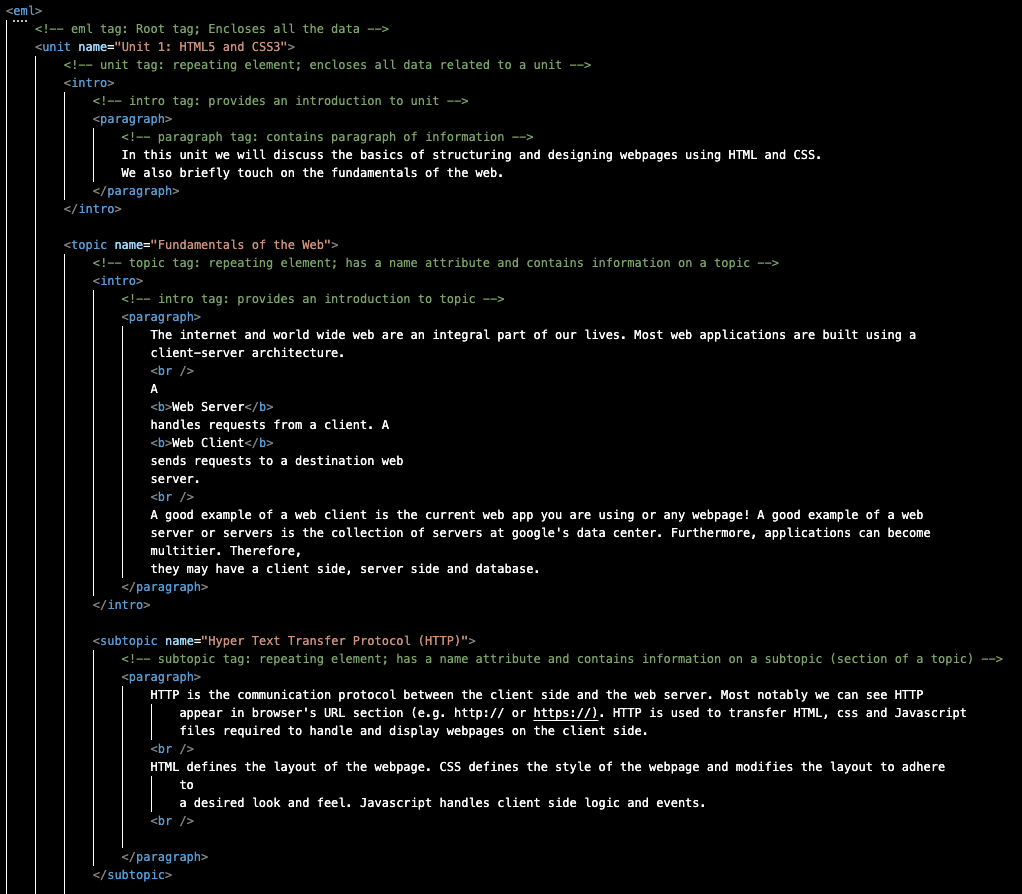 <eml>
<!-- eml tag: Root tag; Encloses all the data -->
<unit name="Unit 1: HTML5 and CSS3">
<!-- unit tag: repeating element; encloses all data related to a unit -->
<intro>
<!-- intro tag: provides an introduction to unit -->
<paragraph>
<!-- paragraph tag: contains paragraph of information -->
In this unit we will discuss the basics of structuring and designing webpages using HTML and CSS.
We also briefly touch on the fundamentals of the web.
</paragraph>
</intro>
<topic name="Fundamentals of the Web">
<!-- topic tag: repeating element; has a name attribute and contains information on a topic -->
<intro>
<!-- intro tag: provides an introduction to topic -->
<paragraph>
The internet and world wide web are an integral part of our lives. Most web applications are built using a
client-server architecture.
<br />
A
<b>Web Server</b>
handles requests from a client. A
<b>Web Client</b>
sends requests to a destination web
server.
<br />
A good example of a web client is the current web app you are using or any webpage! A good example of a web
server or servers is the collection of servers at google's data center. Furthermore, applications can become
multitier. Therefore,
they may have a client side, server side and database.
</paragraph>
</intro>
<subtopic name="Hyper Text Transfer Protocol (HTTP)">
<!-- subtopic tag: repeating element; has a name attribute and contains information on a subtopic (section of a topic) -->
<paragraph>
HTTP is the communication protocol between the client side and the web server. Most notably we can see HTTP
appear in browser's URL section (e.g. http:// or https://). HTTP is used to transfer HTML, css and Javascript
files required to handle and display webpages on the client side.
<br />
HTML defines the layout of the webpage. CSS defines the style of the webpage and modifies the layout to adhere
to
a desired look and feel. Javascript handles client side logic and events.
<br />
</paragraph>
</subtopic>